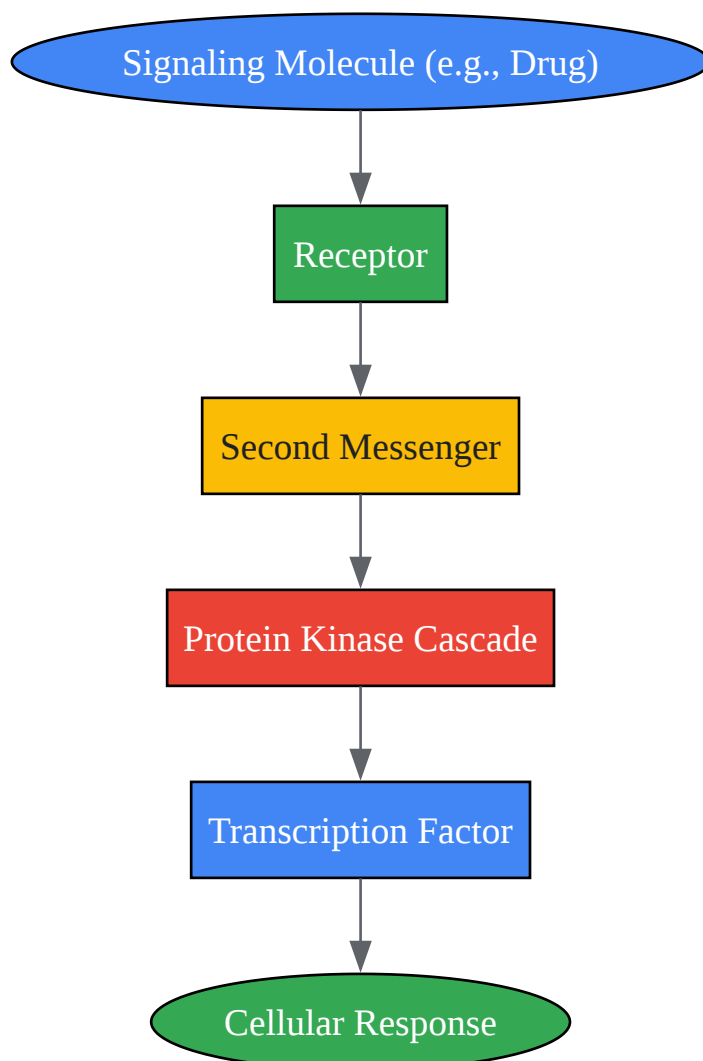 Signaling Molecule (e.g., Drug)
Receptor
Second Messenger
Protein Kinase Cascade
Transcription Factor
Cellular Response